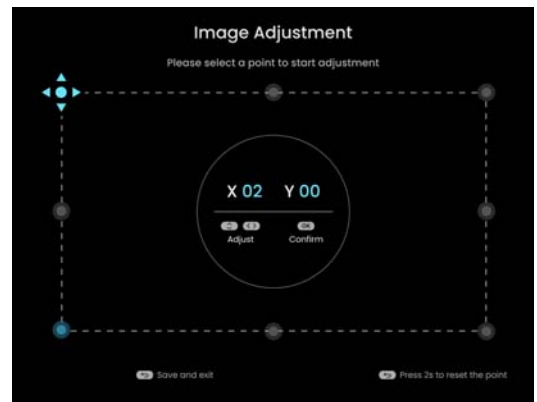 Image Adjustment
Please select a point to start adjustment
X 02 Y 00
OK
Adjust Confirm
Save and exit Press 2s to reset the point